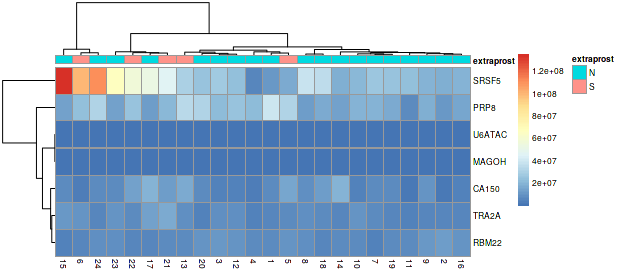 extraprost
extraprost
N
S
SRSF5
PRP8
U6ATAC
MAGOH
CA150
TRA2A
RBM22
1.2e+08
1e+08
8e+07
6e+07
4e+07
2e+07
15 6 24 23 22 17 21 13 20 3 12 4 1 5 8 18 14 10 7 19 11 9 2 16